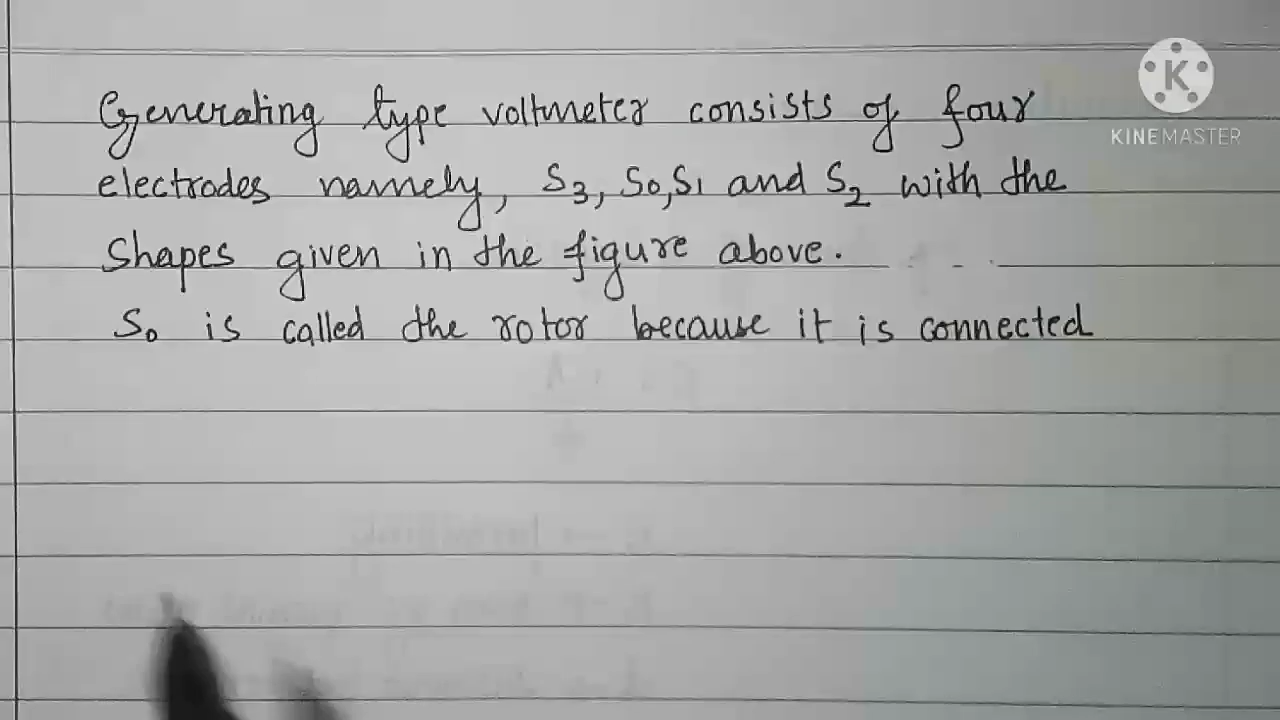 Generating type voltmeter consists of four
electrodes namely, S3, S0, S1 and S2 with the
shapes given in the figure above.
S0 is called the rotor because it is connected
K
KINEMASTER